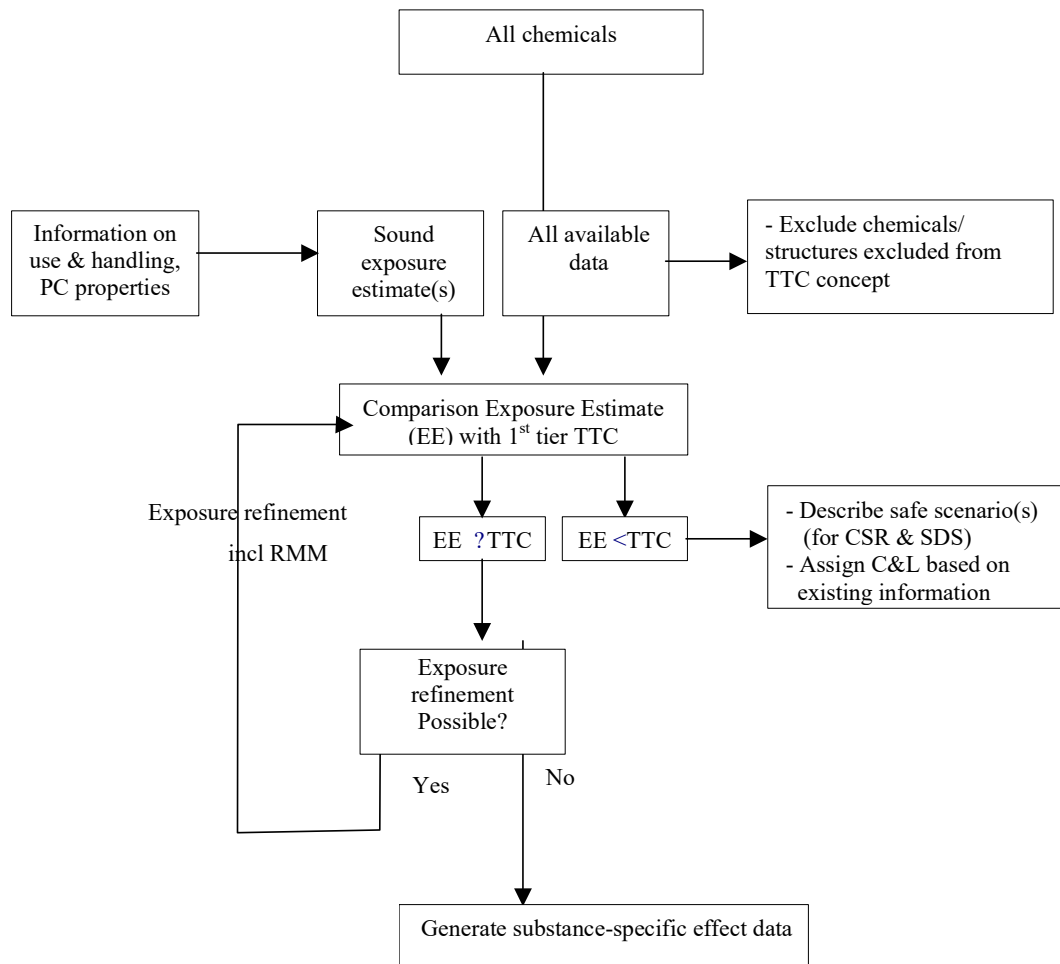 All chemicals
Information on
use & handling,
PC properties
Sound
exposure
estimate(s)
All available
data
- Exclude chemicals/
structures excluded from
TTC concept
Comparison Exposure Estimate
(EE) with 1st tier TTC
Exposure refinement
incl RMM
EE ?TTC
EE <TTC
- Describe safe scenario(s)
(for CSR & SDS)
- Assign C&L based on
existing information
Exposure
refinement
Possible?
Yes
No
Generate substance-specific effect data